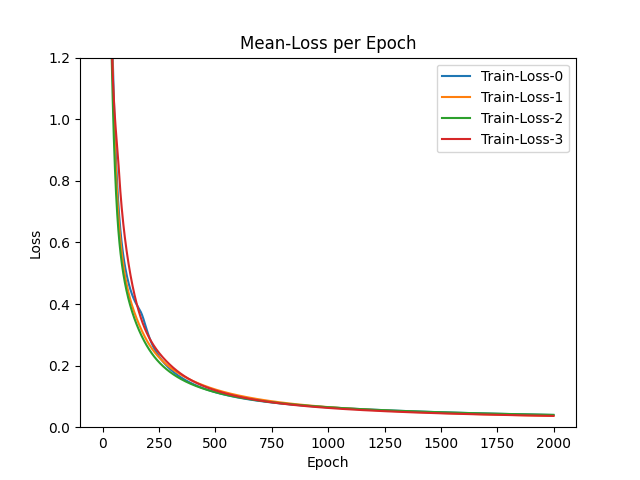 Mean-Loss per Epoch
1.2
1.0
0.8
0.6
0.4
0.2
0.0
Loss
Train-Loss-0
Train-Loss-1
Train-Loss-2
Train-Loss-3
0 250 500 750 1000 1250 1500 1750 2000
Epoch